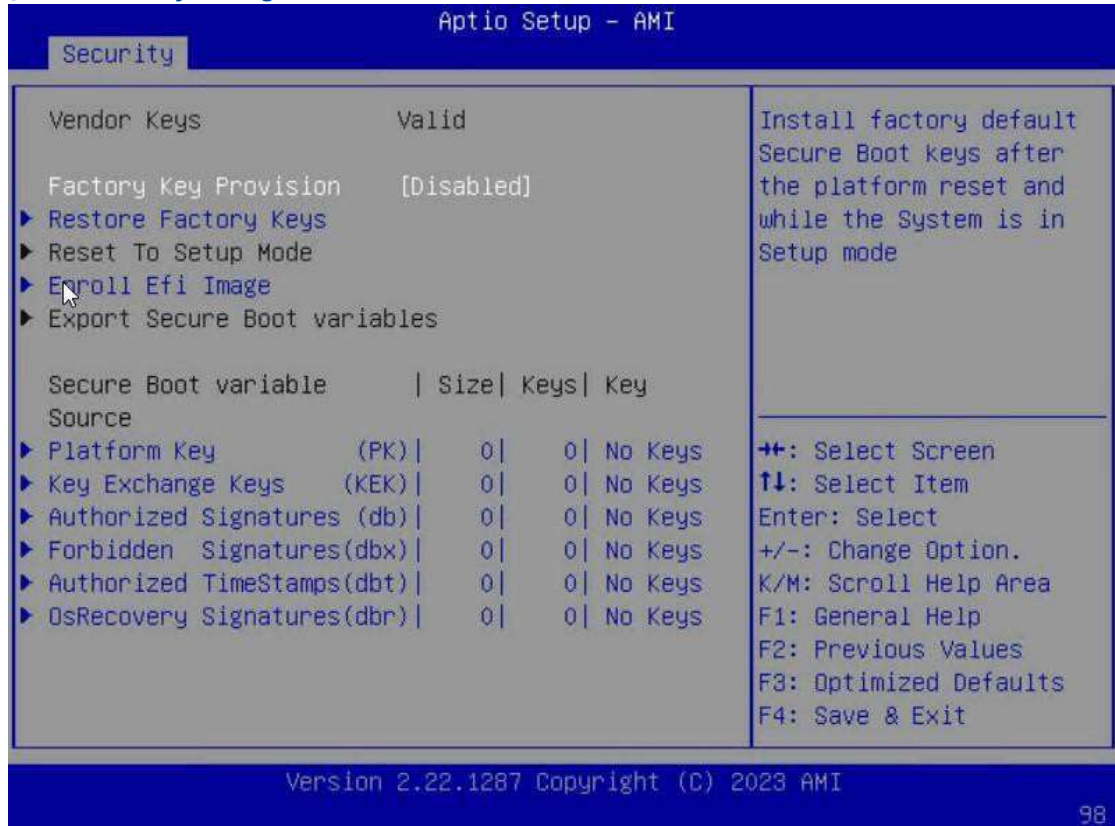 Aptio Setup – AMI
Security
Vendor Keys Valid
Factory Key Provision [Disabled]
Restore Factory Keys
Reset To Setup Mode
Enroll Efi Image
Export Secure Boot variables
Secure Boot variable | Size| Keys| Key
Source
Platform Key (PK)| 0| 0| No Keys
Key Exchange Keys (KEK)| 0| 0| No Keys
Authorized Signatures (db)| 0| 0| No Keys
Forbidden Signatures(dbx)| 0| 0| No Keys
Authorized TimeStamps(dbt)| 0| 0| No Keys
OsRecovery Signatures(dbr)| 0| 0| No Keys
Install factory default
Secure Boot keys after
the platform reset and
while the System is in
Setup mode
→←: Select Screen
↑↓: Select Item
Enter: Select
+/-: Change Option.
K/M: Scroll Help Area
F1: General Help
F2: Previous Values
F3: Optimized Defaults
F4: Save & Exit
Version 2.22.1287 Copyright (C) 2023 AMI
98